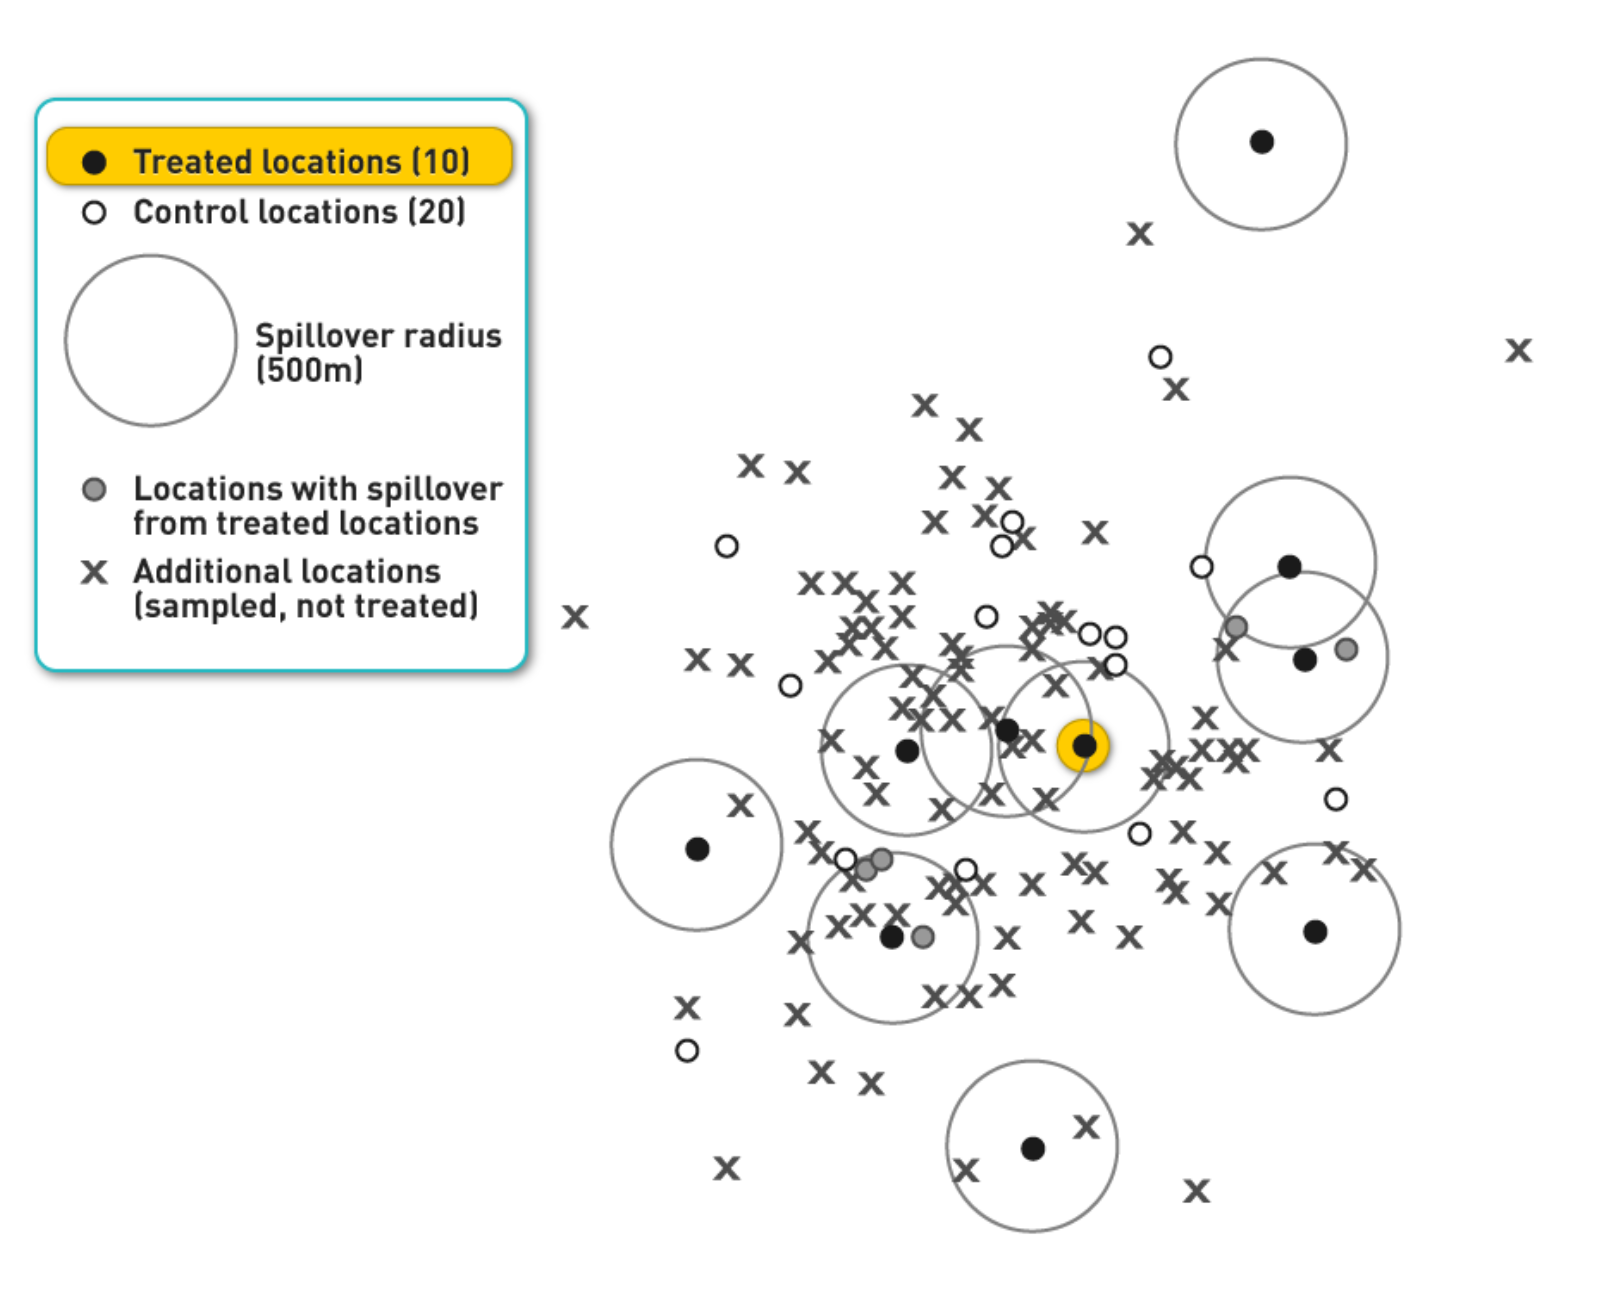 Treated locations (10)
Control locations (20)
Spillover radius
(500m)
Locations with spillover
from treated locations
Additional locations
(sampled, not treated)